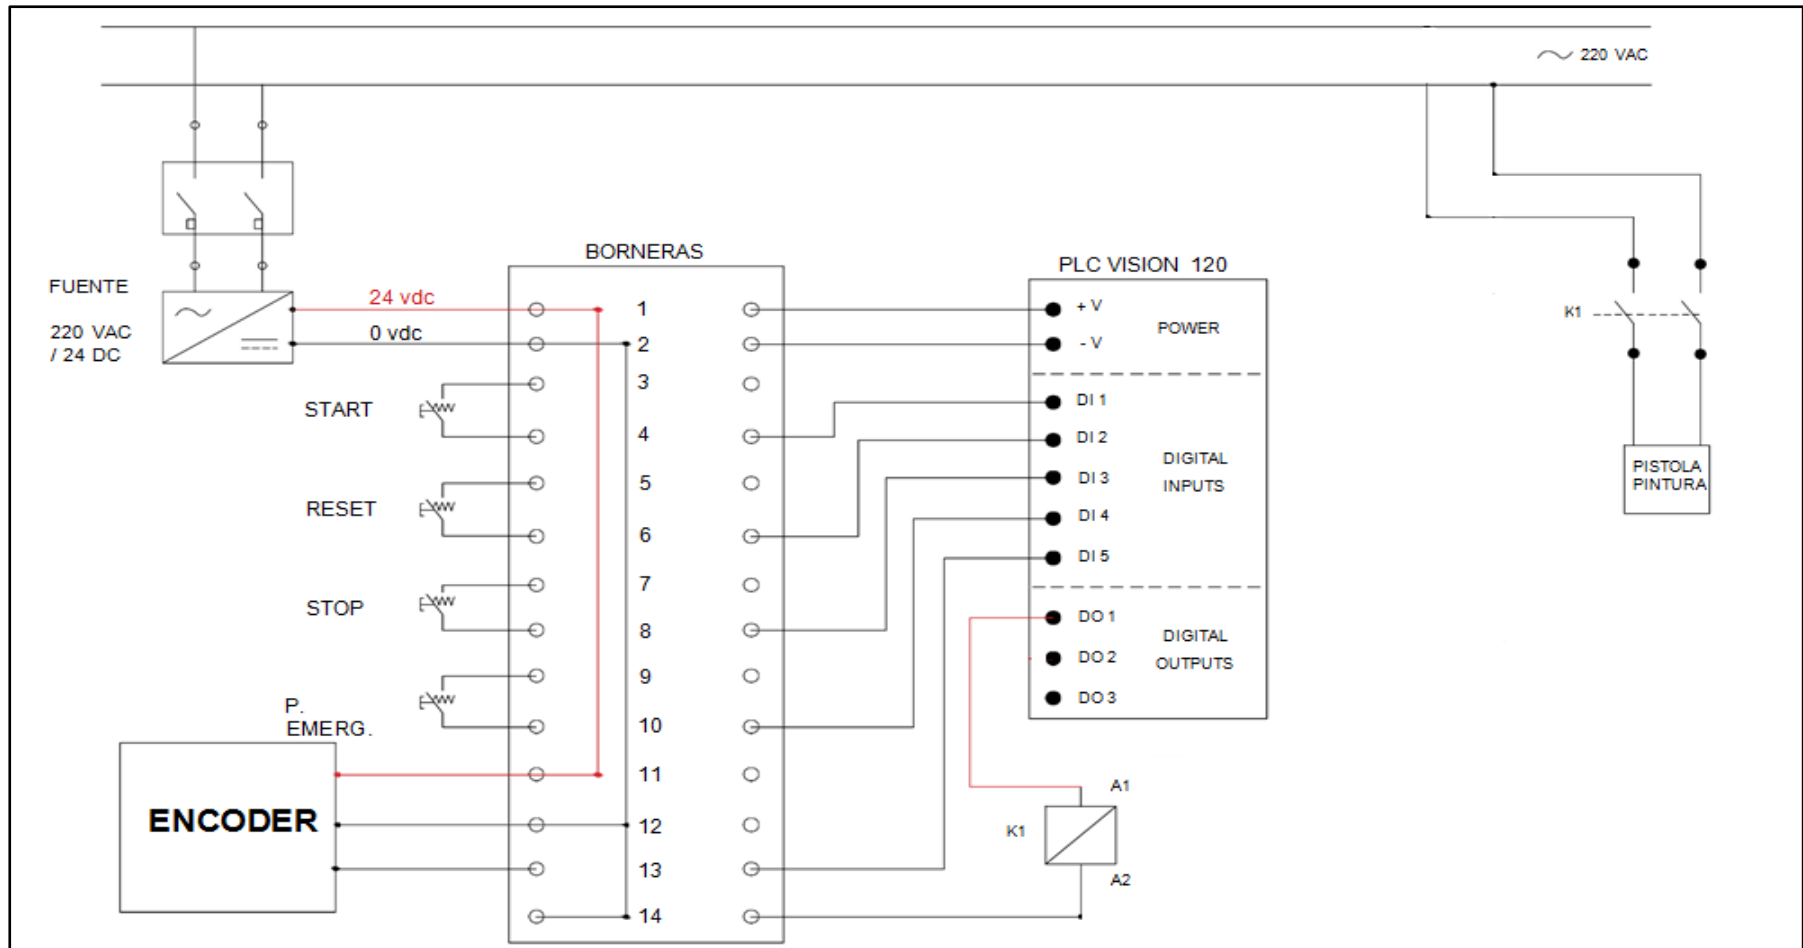 220 VAC
BORNERAS
PLC VISION 120
FUENTE
220 VAC
/ 24 DC
24 vdc
0 vdc
START
RESET
STOP
P.
EMERG.
ENCODER
1
2
3
4
5
6
7
8
9
10
11
12
13
14
+ V
- V
POWER
DI 1
DI 2
DI 3
DI 4
DI 5
DIGITAL
INPUTS
DO 1
DO 2
DO 3
DIGITAL
OUTPUTS
A1
K1
A2
K1
PISTOLA
PINTURA